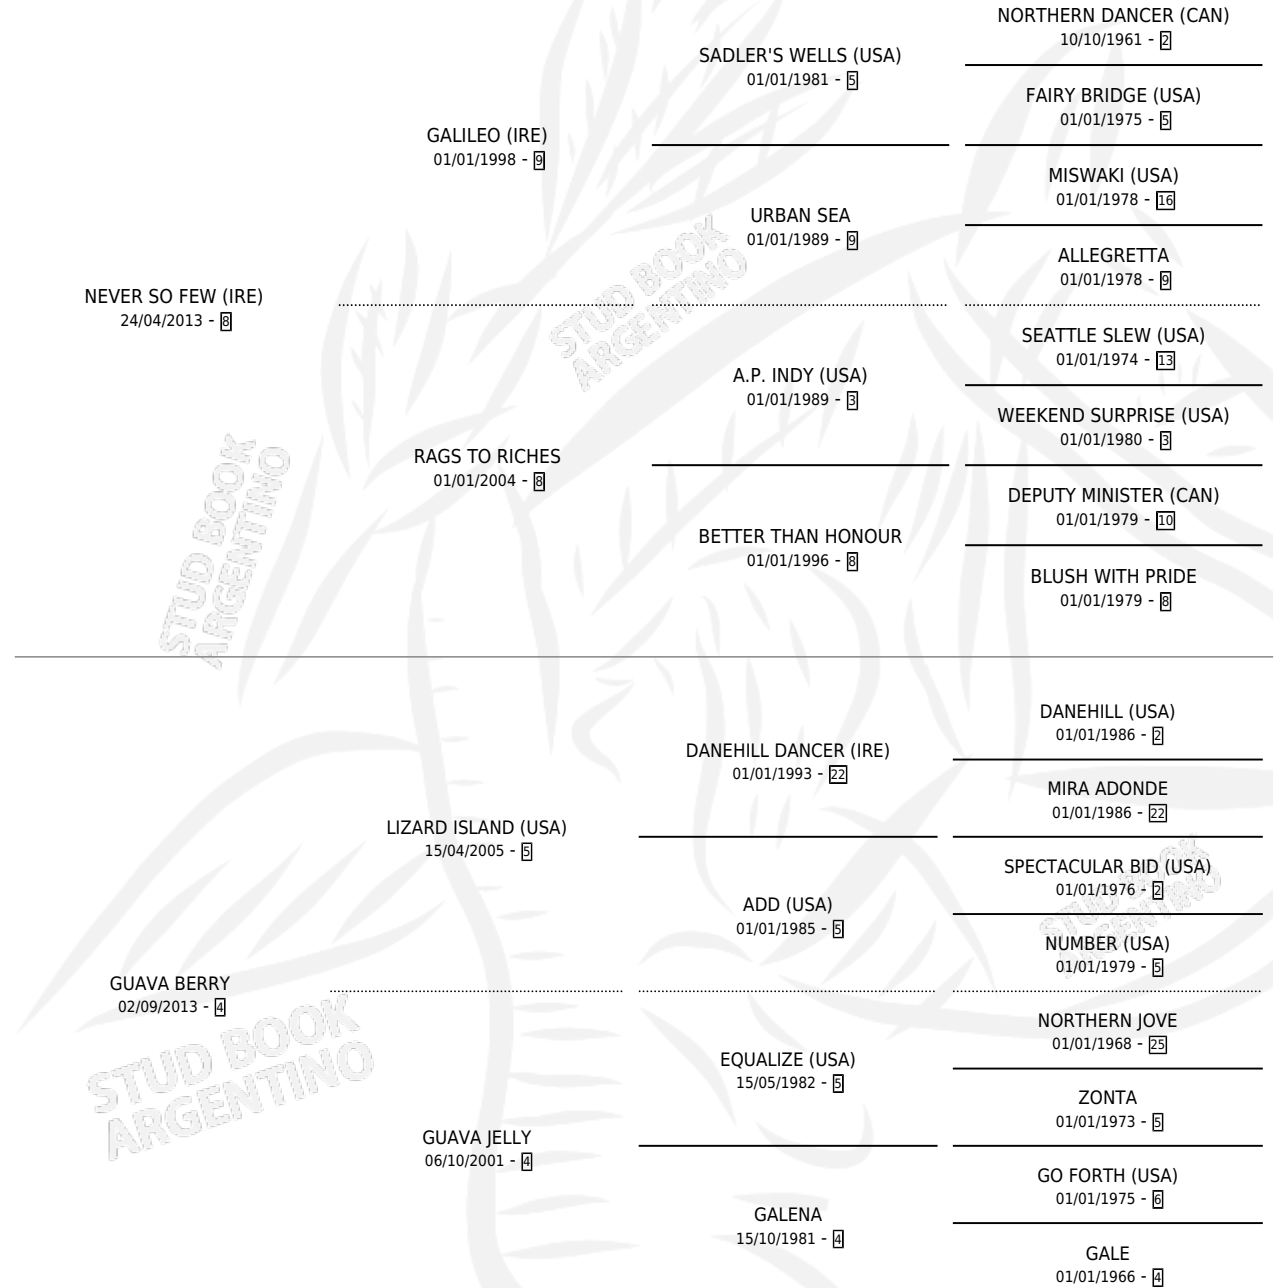 NORTHERN DANCER (CAN)
10/10/1961 - 2
SADLER'S WELLS (USA)
01/01/1981 - 5
FAIRY BRIDGE (USA)
01/01/1975 - 5
GALILEO (IRE)
01/01/1998 - 9
MISWAKI (USA)
01/01/1978 - 16
URBAN SEA
01/01/1989 - 9
ALLEGRETTA
01/01/1978 - 9
NEVER SO FEW (IRE)
24/04/2013 - 8
STUD BOOK
ARGENTINO
SEATTLE SLEW (USA)
01/01/1974 - 13
A.P. INDY (USA)
01/01/1989 - 3
WEEKEND SURPRISE (USA)
01/01/1980 - 3
RAGS TO RICHES
01/01/2004 - 8
DEPUTY MINISTER (CAN)
01/01/1979 - 10
BETTER THAN HONOUR
01/01/1996 - 8
BLUSH WITH PRIDE
01/01/1979 - 8
STUD BOOK
ARGENTINO
DANEHILL (USA)
01/01/1986 - 2
DANEHILL DANCER (IRE)
01/01/1993 - 22
MIRA ADONDE
01/01/1986 - 22
LIZARD ISLAND (USA)
15/04/2005 - 5
SPECTACULAR BID (USA)
01/01/1976 - 2
ADD (USA)
01/01/1985 - 5
NUMBER (USA)
01/01/1979 - 5
STUD BOOK
ARGENTINO
GUAVA BERRY
02/09/2013 - 4
NORTHERN JOVE
01/01/1968 - 25
EQUALIZE (USA)
15/05/1982 - 5
ZONTA
01/01/1973 - 5
STUD BOOK
ARGENTINO
GUAVA JELLY
06/10/2001 - 4
GO FORTH (USA)
01/01/1975 - 6
GALENA
15/10/1981 - 4
GALE
01/01/1966 - 4